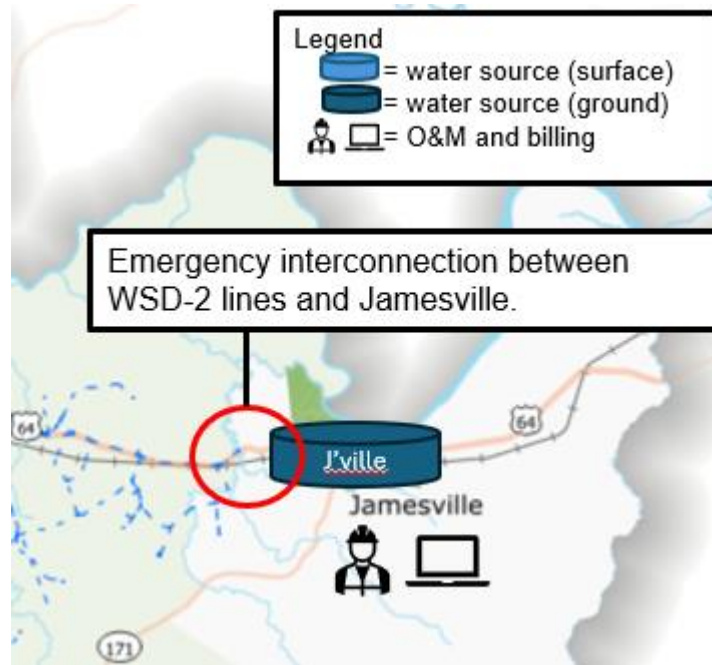 Legend
= water source (surface)
= water source (ground)
= O&M and billing
Emergency interconnection between
WSD-2 lines and Jamesville.
64
64
J'ville
Jamesville
171